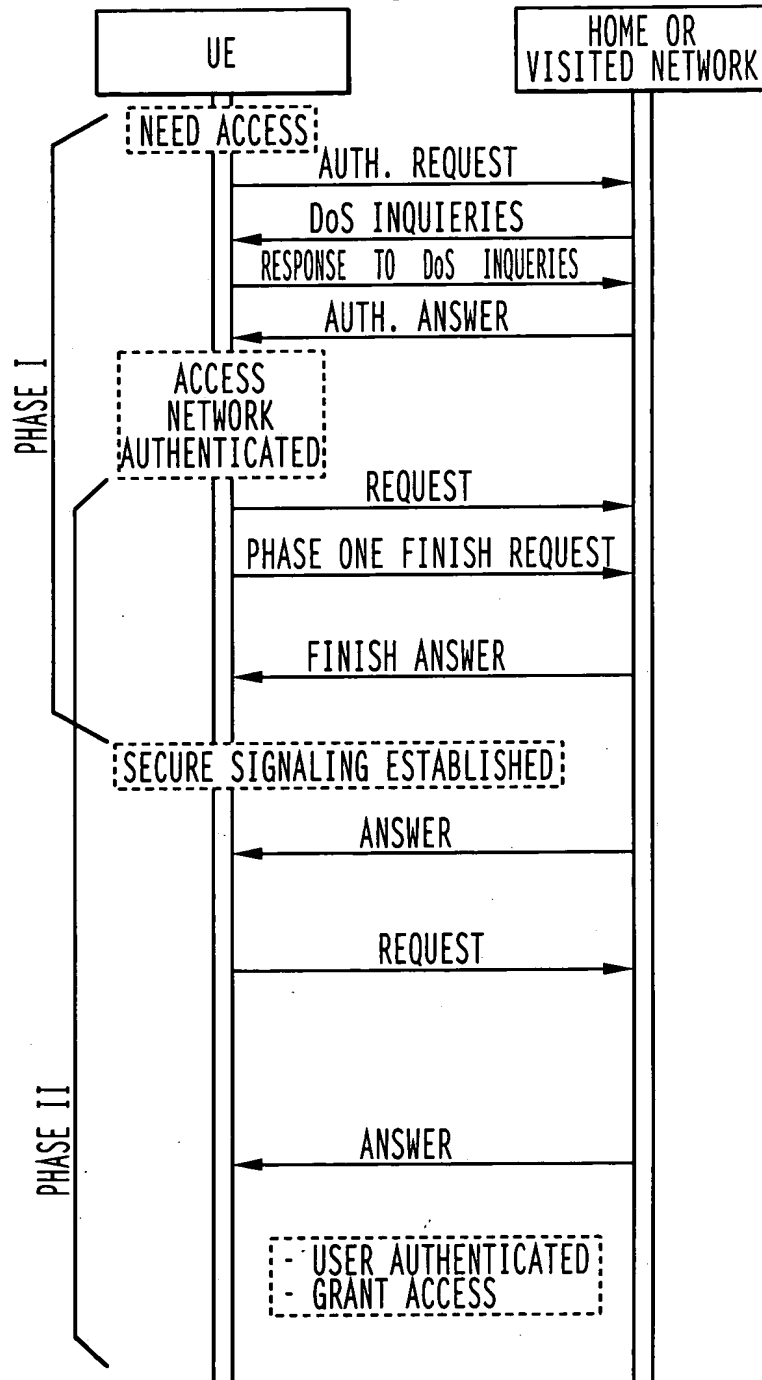 UE
HOME OR
VISITED NETWORK
NEED ACCESS
AUTH. REQUEST
DoS INQUIERIES
RESPONSE TO DoS INQUERIES
AUTH. ANSWER
PHASE I
ACCESS
NETWORK
AUTHENTICATED
REQUEST
PHASE ONE FINISH REQUEST
FINISH ANSWER
SECURE SIGNALING ESTABLISHED
ANSWER
REQUEST
PHASE II
ANSWER
- USER AUTHENTICATED
- GRANT ACCESS